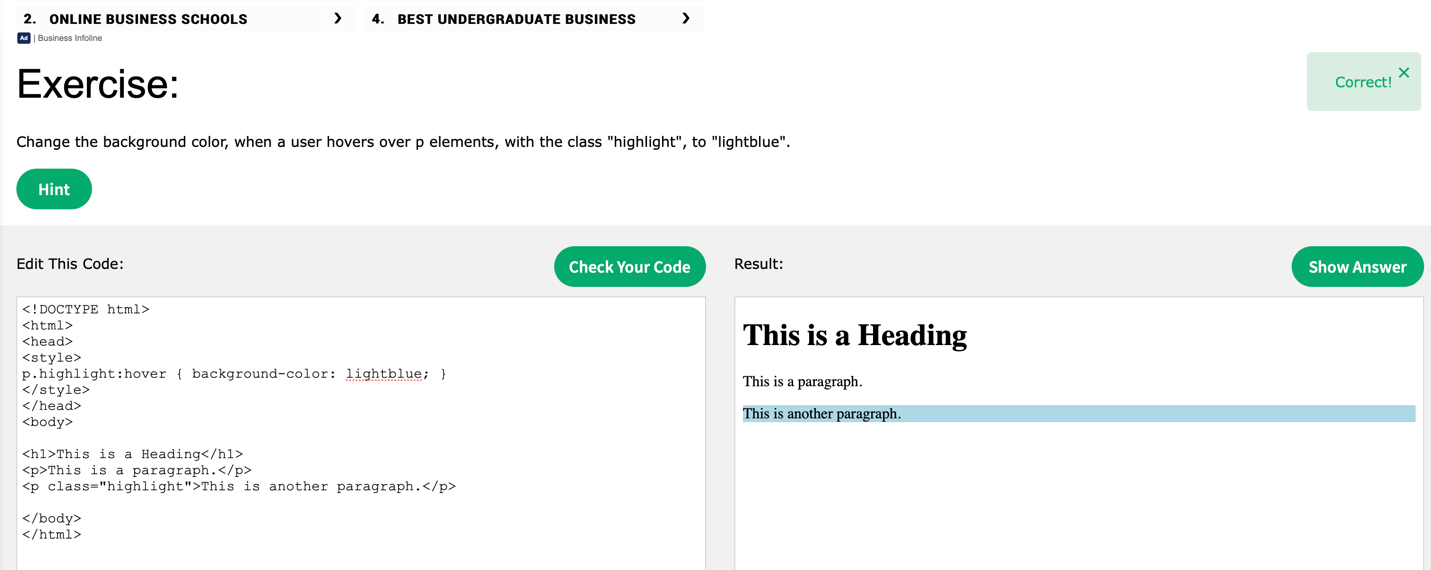 2. ONLINE BUSINESS SCHOOLS
4. BEST UNDERGRADUATE BUSINESS
Ad | Business Infoline
Exercise:
Correct!
Change the background color, when a user hovers over p elements, with the class "highlight", to "lightblue".
Hint
Edit This Code:
Check Your Code
<!DOCTYPE html>
<html>
<head>
<style>
p.highlight:hover { background-color: lightblue; }
</style>
</head>
<body>
<h1>This is a Heading</h1>
<p>This is a paragraph.</p>
<p class="highlight">This is another paragraph.</p>
</body>
</html>
Result:
Show Answer
This is a Heading
This is a paragraph.
This is another paragraph.